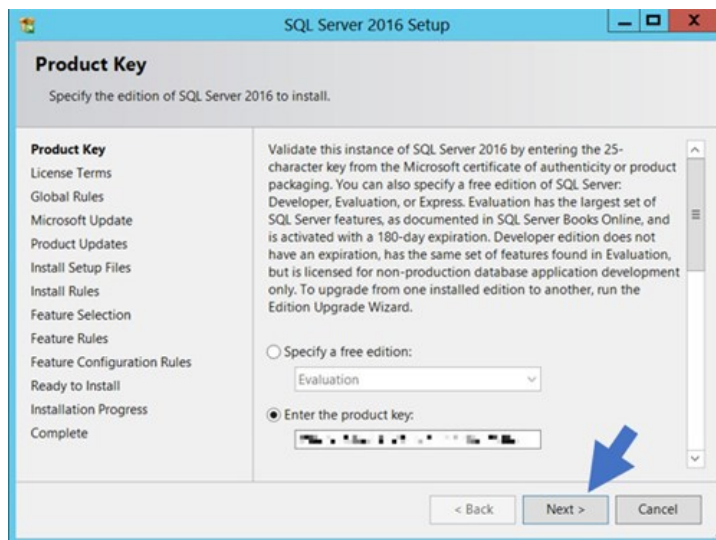 SQL Server 2016 Setup
Product Key
Specify the edition of SQL Server 2016 to install.
Product Key
License Terms
Global Rules
Microsoft Update
Product Updates
Install Setup Files
Install Rules
Feature Selection
Feature Rules
Feature Configuration Rules
Ready to Install
Installation Progress
Complete
Validate this instance of SQL Server 2016 by entering the 25-
character key from the Microsoft certificate of authenticity or product
packaging. You can also specify a free edition of SQL Server:
Developer, Evaluation, or Express. Evaluation has the largest set of
SQL Server features, as documented in SQL Server Books Online, and
is activated with a 180-day expiration. Developer edition does not
have an expiration, has the same set of features found in Evaluation,
but is licensed for non-production database application development
only. To upgrade from one installed edition to another, run the
Edition Upgrade Wizard.
Specify a free edition:
Evaluation
Enter the product key:
< Back Next > Cancel